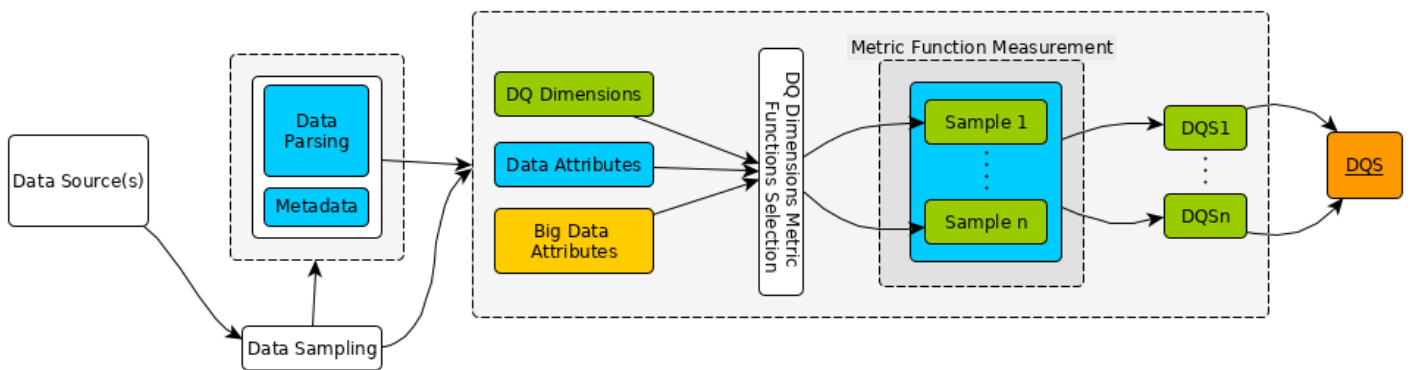 Data Source(s)
Data Sampling
Data
Parsing
Metadata
DQ Dimensions
Data Attributes
Big Data
Attributes
DQ Dimensions Metric
Functions Selection
Metric Function Measurement
Sample 1
Sample n
DQS1
DQSn
DQS